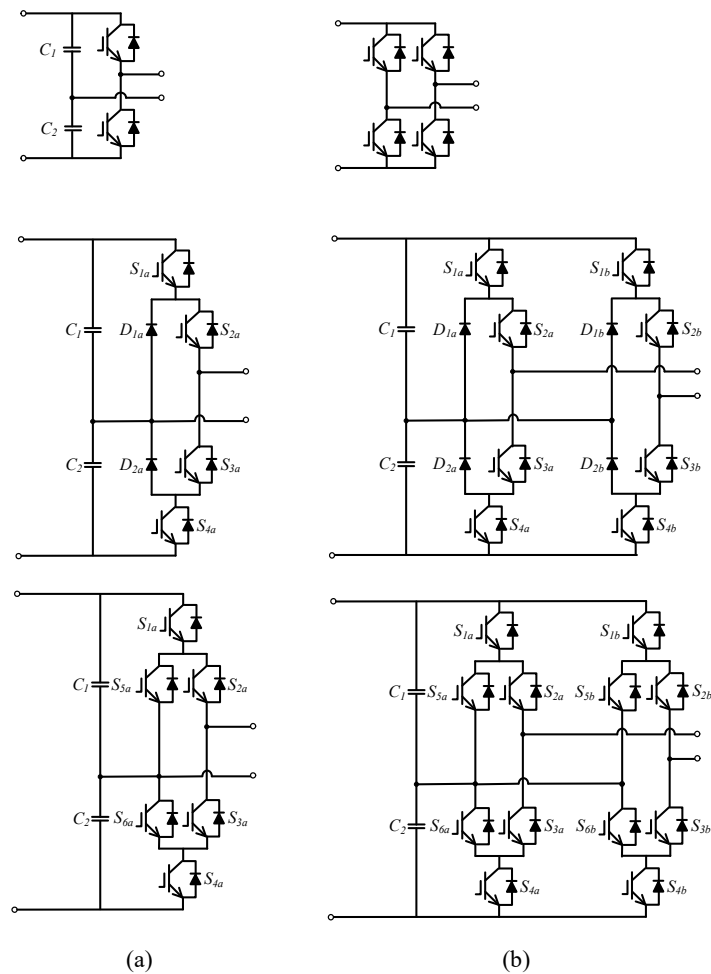 C1
C2
S1a
C1
D1a
S2a
C2
D2a
S3a
S4a
S1a
S1b
C1
D1a
S2a
D1b
S2b
C2
D2a
S3a
D2b
S3b
S4a
S4b
S1a
C1
S5a
S2a
C2
S6a
S3a
S4a
S1a
S1b
C1
S5a
S2a
S5b
S2b
C2
S6a
S3a
S6b
S3b
S4a
S4b
(a)
(b)